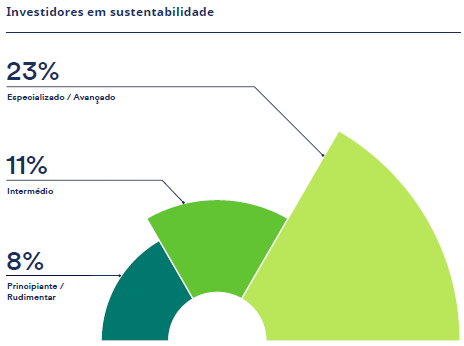 Investidores em sustentabilidade
23%
Especializado / Avançado
11%
Intermédio
8%
Principiante /
Rudimentar